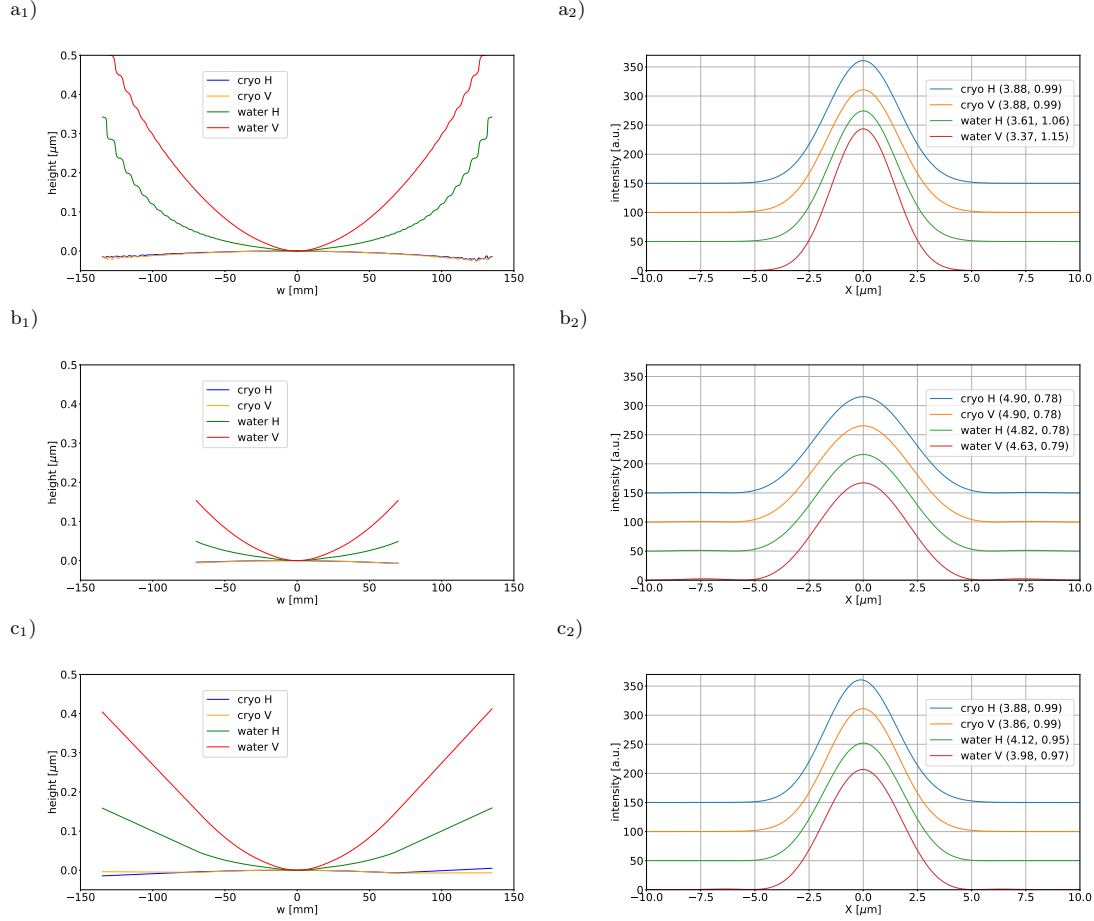 a₁)
a₂)
0.5
0.4
0.3
0.2
0.1
0.0
height [μm]
cryo H
cryo V
water H
water V
−150 −100 −50 0 50 100 150
w [mm]
350
300
250
200
150
100
50
0
intensity [a.u.]
cryo H (3.88, 0.99)
cryo V (3.88, 0.99)
water H (3.61, 1.06)
water V (3.37, 1.15)
−10.0 −7.5 −5.0 −2.5 0.0 2.5 5.0 7.5 10.0
X [μm]
b₁)
b₂)
0.5
0.4
0.3
0.2
0.1
0.0
height [μm]
cryo H
cryo V
water H
water V
−150 −100 −50 0 50 100 150
w [mm]
350
300
250
200
150
100
50
0
intensity [a.u.]
cryo H (4.90, 0.78)
cryo V (4.90, 0.78)
water H (4.82, 0.78)
water V (4.63, 0.79)
−10.0 −7.5 −5.0 −2.5 0.0 2.5 5.0 7.5 10.0
X [μm]
c₁)
c₂)
0.5
0.4
0.3
0.2
0.1
0.0
height [μm]
cryo H
cryo V
water H
water V
−150 −100 −50 0 50 100 150
w [mm]
350
300
250
200
150
100
50
0
intensity [a.u.]
cryo H (3.88, 0.99)
cryo V (3.86, 0.99)
water H (4.12, 0.95)
water V (3.98, 0.97)
−10.0 −7.5 −5.0 −2.5 0.0 2.5 5.0 7.5 10.0
X [μm]